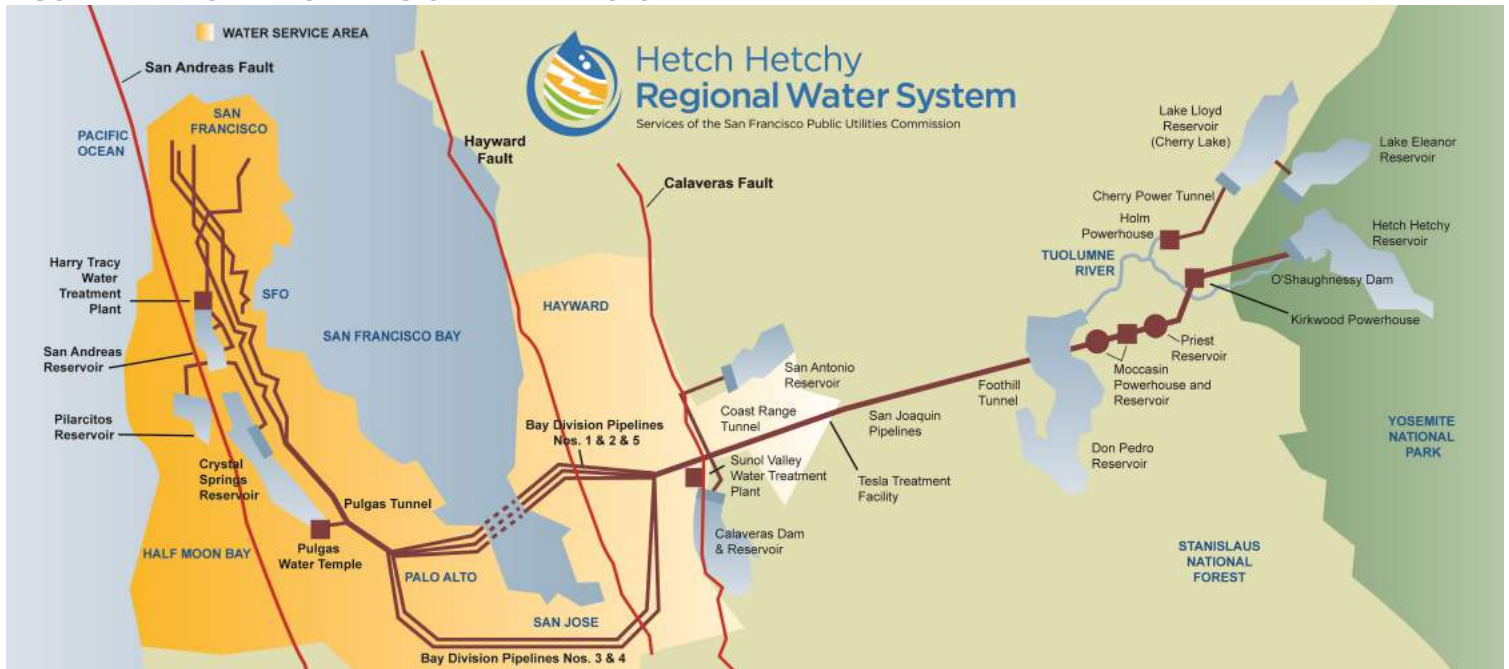 WATER SERVICE AREA
San Andreas Fault
SAN
FRANCISCO
PACIFIC
OCEAN
Hetch Hetchy
Regional Water System
Services of the San Francisco Public Utilities Commission
Hayward
Fault
Calaveras Fault
Lake Lloyd
Reservoir
(Cherry Lake)
Lake Eleanor
Reservoir
Cherry Power Tunnel
Holm
Powerhouse
Hetch Hetchy
Reservoir
TUOLUMNE
RIVER
O'Shaughnessy Dam
Kirkwood Powerhouse
Harry Tracy
Water
Treatment
Plant
SFO
HAYWARD
SAN FRANCISCO BAY
San Andreas
Reservoir
San Antonio
Reservoir
Priest
Reservoir
Moccasin
Powerhouse and
Reservoir
Foothill
Tunnel
Pilarcitos
Reservoir
Bay Division Pipelines
Nos. 1 & 2 & 5
Coast Range
Tunnel
San Joaquin
Pipelines
Don Pedro
Reservoir
YOSEMITE
NATIONAL
PARK
Crystal
Springs
Reservoir
Sunol Valley
Water Treatment
Plant
Tesla Treatment
Facility
Pulgas Tunnel
Calaveras Dam
& Reservoir
HALF MOON BAY
Pulgas
Water Temple
PALO ALTO
STANISLAUS
NATIONAL
FOREST
SAN JOSE
Bay Division Pipelines Nos. 3 & 4